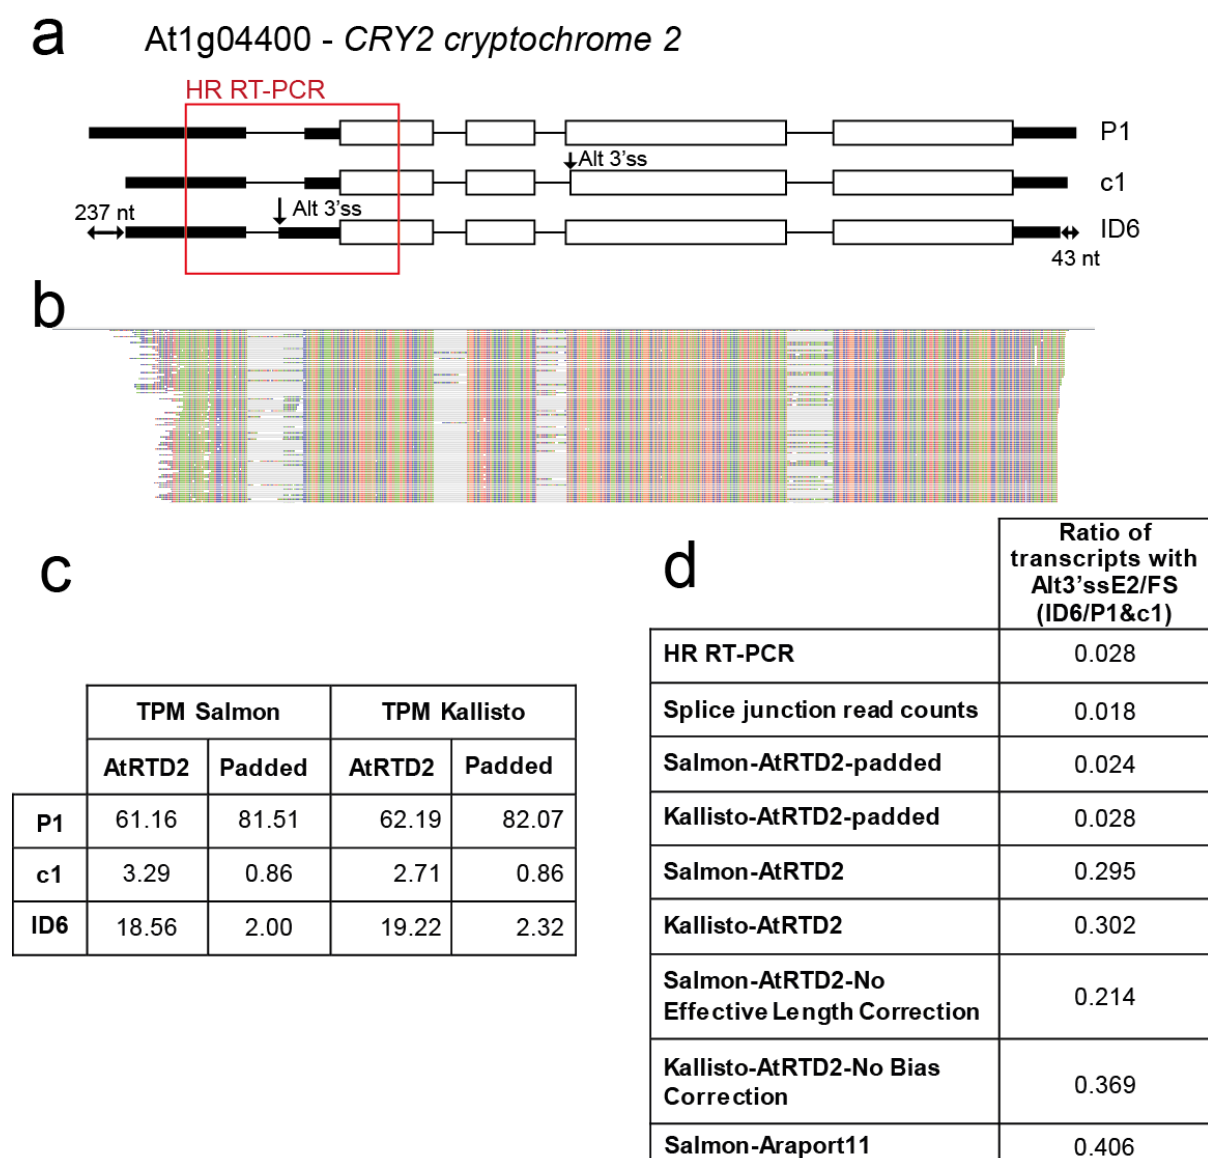 a
At1g04400 - CRY2 cryptochrome 2
HR RT-PCR
P1
Alt 3'ss
c1
237 nt
Alt 3'ss
ID6
43 nt
b
c
TPM Salmon TPM Kallisto
AtRTD2 Padded AtRTD2 Padded
P1 61.16 81.51 62.19 82.07
c1 3.29 0.86 2.71 0.86
ID6 18.56 2.00 19.22 2.32
d
Ratio of
transcripts with
Alt3'ssE2/FS
(ID6/P1&c1)
HR RT-PCR 0.028
Splice junction read counts 0.018
Salmon-AtRTD2-padded 0.024
Kallisto-AtRTD2-padded 0.028
Salmon-AtRTD2 0.295
Kallisto-AtRTD2 0.302
Salmon-AtRTD2-No
Effective Length Correction 0.214
Kallisto-AtRTD2-No Bias
Correction 0.369
Salmon-Araport11 0.406